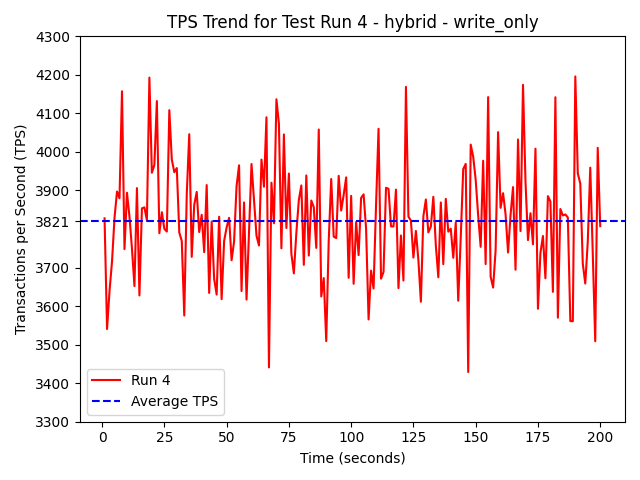 TPS Trend for Test Run 4 - hybrid - write_only
Transactions per Second (TPS)
4300
4200
4100
4000
3900
3821
3700
3600
3500
3400
3300
Run 4
Average TPS
0 25 50 75 100 125 150 175 200
Time (seconds)